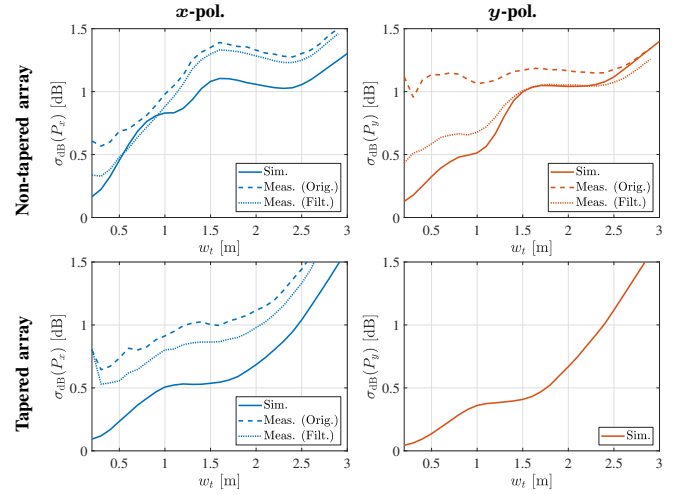 x-pol.
y-pol.
Non-tapered array
σdB(Px) [dB]
1.5
1
0.5
0
Sim.
Meas. (Orig.)
Meas. (Filt.)
0.5 1 1.5 2 2.5 3
wt [m]
σdB(Py) [dB]
1.5
1
0.5
0
Sim.
Meas. (Orig.)
Meas. (Filt.)
0.5 1 1.5 2 2.5 3
wt [m]
Tapered array
σdB(Px) [dB]
1.5
1
0.5
0
Sim.
Meas. (Orig.)
Meas. (Filt.)
0.5 1 1.5 2 2.5 3
wt [m]
σdB(Py) [dB]
1.5
1
0.5
0
Sim.
0.5 1 1.5 2 2.5 3
wt [m]